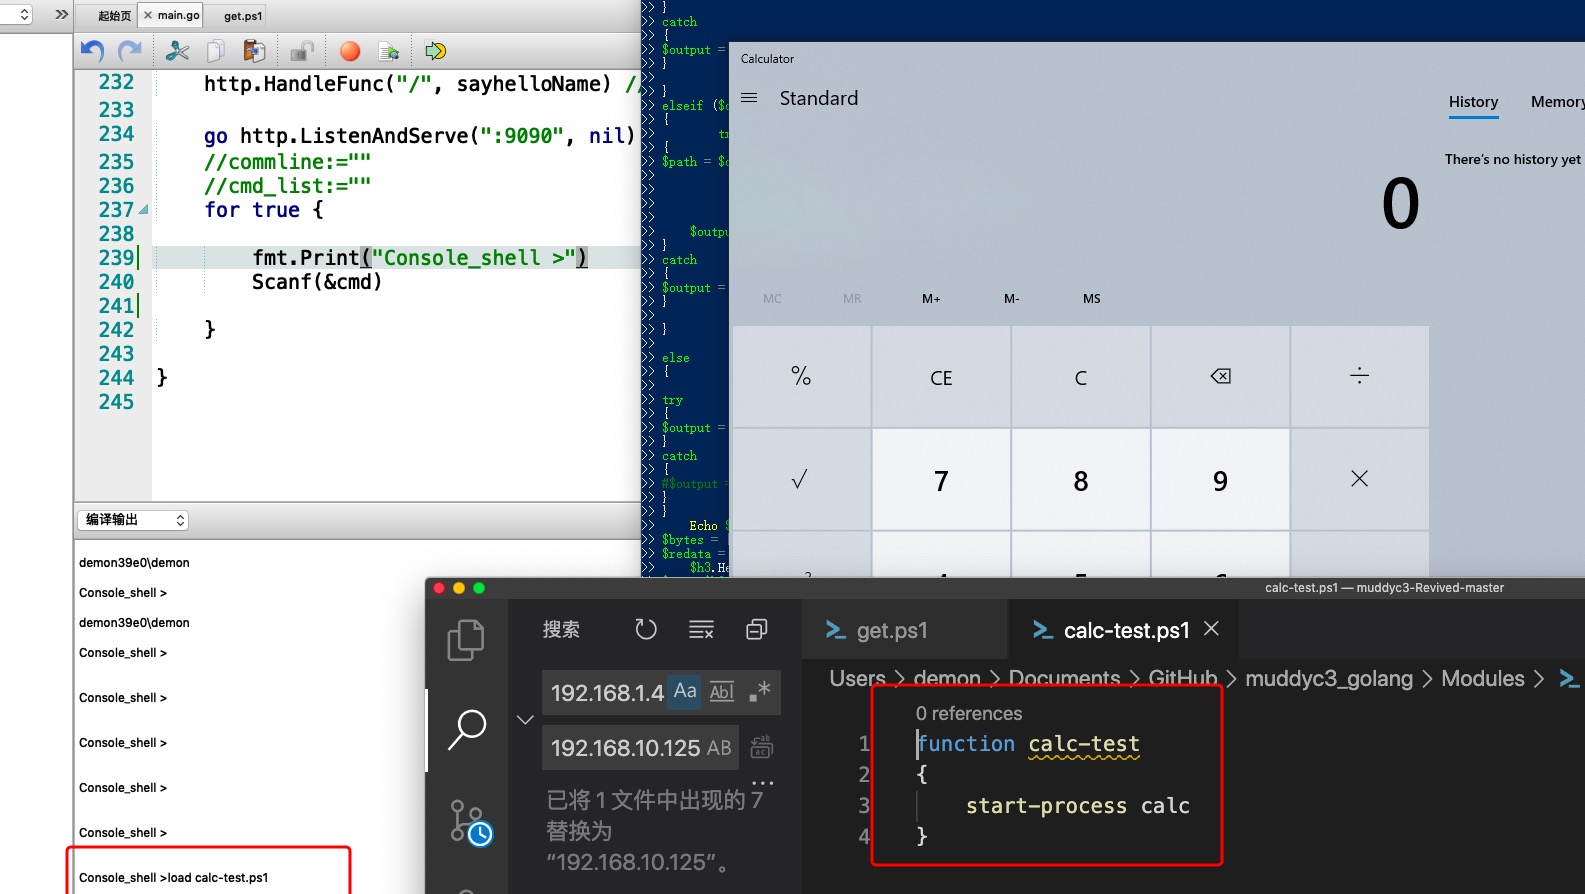 起始页
main.go
get.ps1
232 http.HandleFunc("/", sayhelloName) //
233
234 go http.ListenAndServe(":9090", nil)
235 //commline:=""
236 //cmd_list:=""
237 for true {
238
239 fmt.Print("Console_shell >")
240 Scanf(&cmd)
241
242 }
243
244 }
245
编译输出
demon39e0\demon
Console_shell >
demon39e0\demon
Console_shell >
Console_shell >
Console_shell >
Console_shell >
Console_shell >
Console_shell >load calc-test.ps1
>> }
>> catch
>> {
>> $output =
>> }
>>
>> }
>> elseif ($
>> {
>> tr
>> {
>> $path = $
>>
>>
>>
>>
>> $outpu
>> }
>> catch
>> {
>> $output =
>> }
>>
>> }
>>
>> else
>> {
>>
>> try
>> {
>> $output =
>> }
>> catch
>> {
>> #$output =
>> }
>> }
>> Echo $
>> $bytes = [
>> $redata =
>> $h3.He
Calculator
Standard
History
Memory
There's no history yet
0
MC MR M+ M- MS
% CE C ÷
√ 7 8 9 ×
calc-test.ps1 — muddyc3-Revived-master
搜索
192.168.1.4 Aa Abl .*
192.168.10.125 AB
...
已将 1 文件中出现的 7
替换为
“192.168.10.125”。
get.ps1
calc-test.ps1
Users > demon > Documents > GitHub > muddyc3_golang > Modules >
0 references
1 function calc-test
2 {
3 start-process calc
4 }